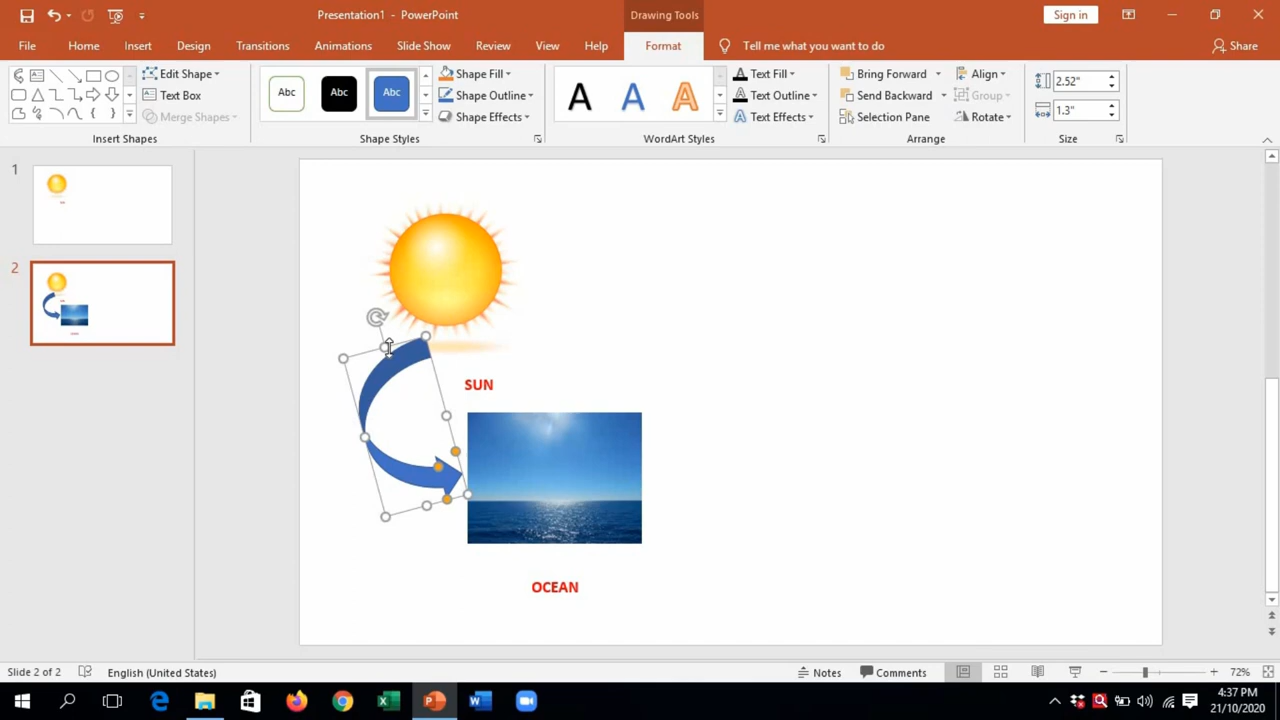 Presentation1 - PowerPoint
Drawing Tools
Sign in
File Home Insert Design Transitions Animations Slide Show Review View Help Format Tell me what you want to do Share
Edit Shape
Text Box
Merge Shapes
Insert Shapes
Abc Abc Abc
Shape Fill
Shape Outline
Shape Effects
Shape Styles
A A A
Text Fill
Text Outline
Text Effects
WordArt Styles
Bring Forward
Send Backward
Selection Pane
Align
Group
Rotate
Arrange
2.52"
1.3"
Size
1
2
SUN
OCEAN
Slide 2 of 2 English (United States) Notes Comments 72%
4:37 PM
21/10/2020